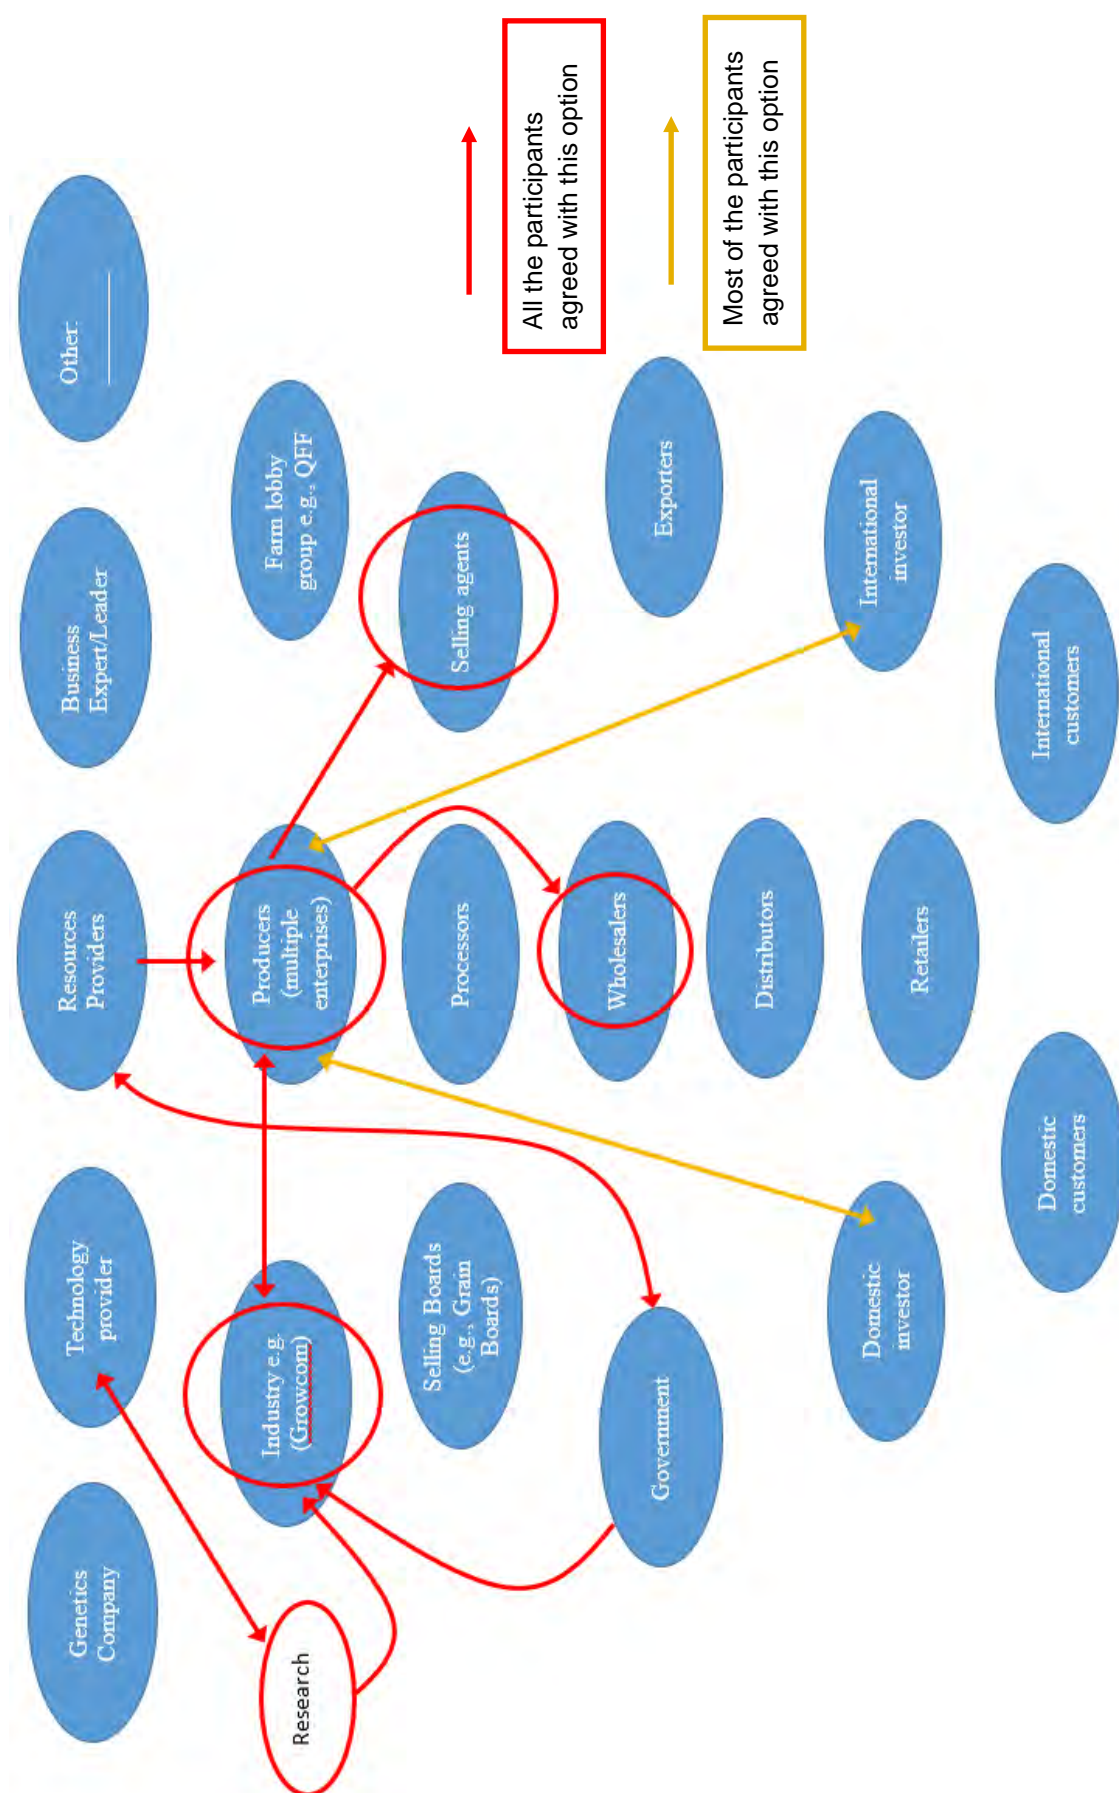 Genetics
Company
Technology
provider
Resources
Providers
Business
Expert/Leader
Other:
Research
Industry e.g.
(Growcom)
Producers
(multiple
enterprises)
Farm lobby
group e.g., QFF
Selling Boards
(e.g., Grain
Boards)
Processors
Selling agents
Government
Wholesalers
Exporters
Distributors
Domestic
investor
Retailers
International
investor
Domestic
customers
International
customers
All the participants
agreed with this option
Most of the participants
agreed with this option